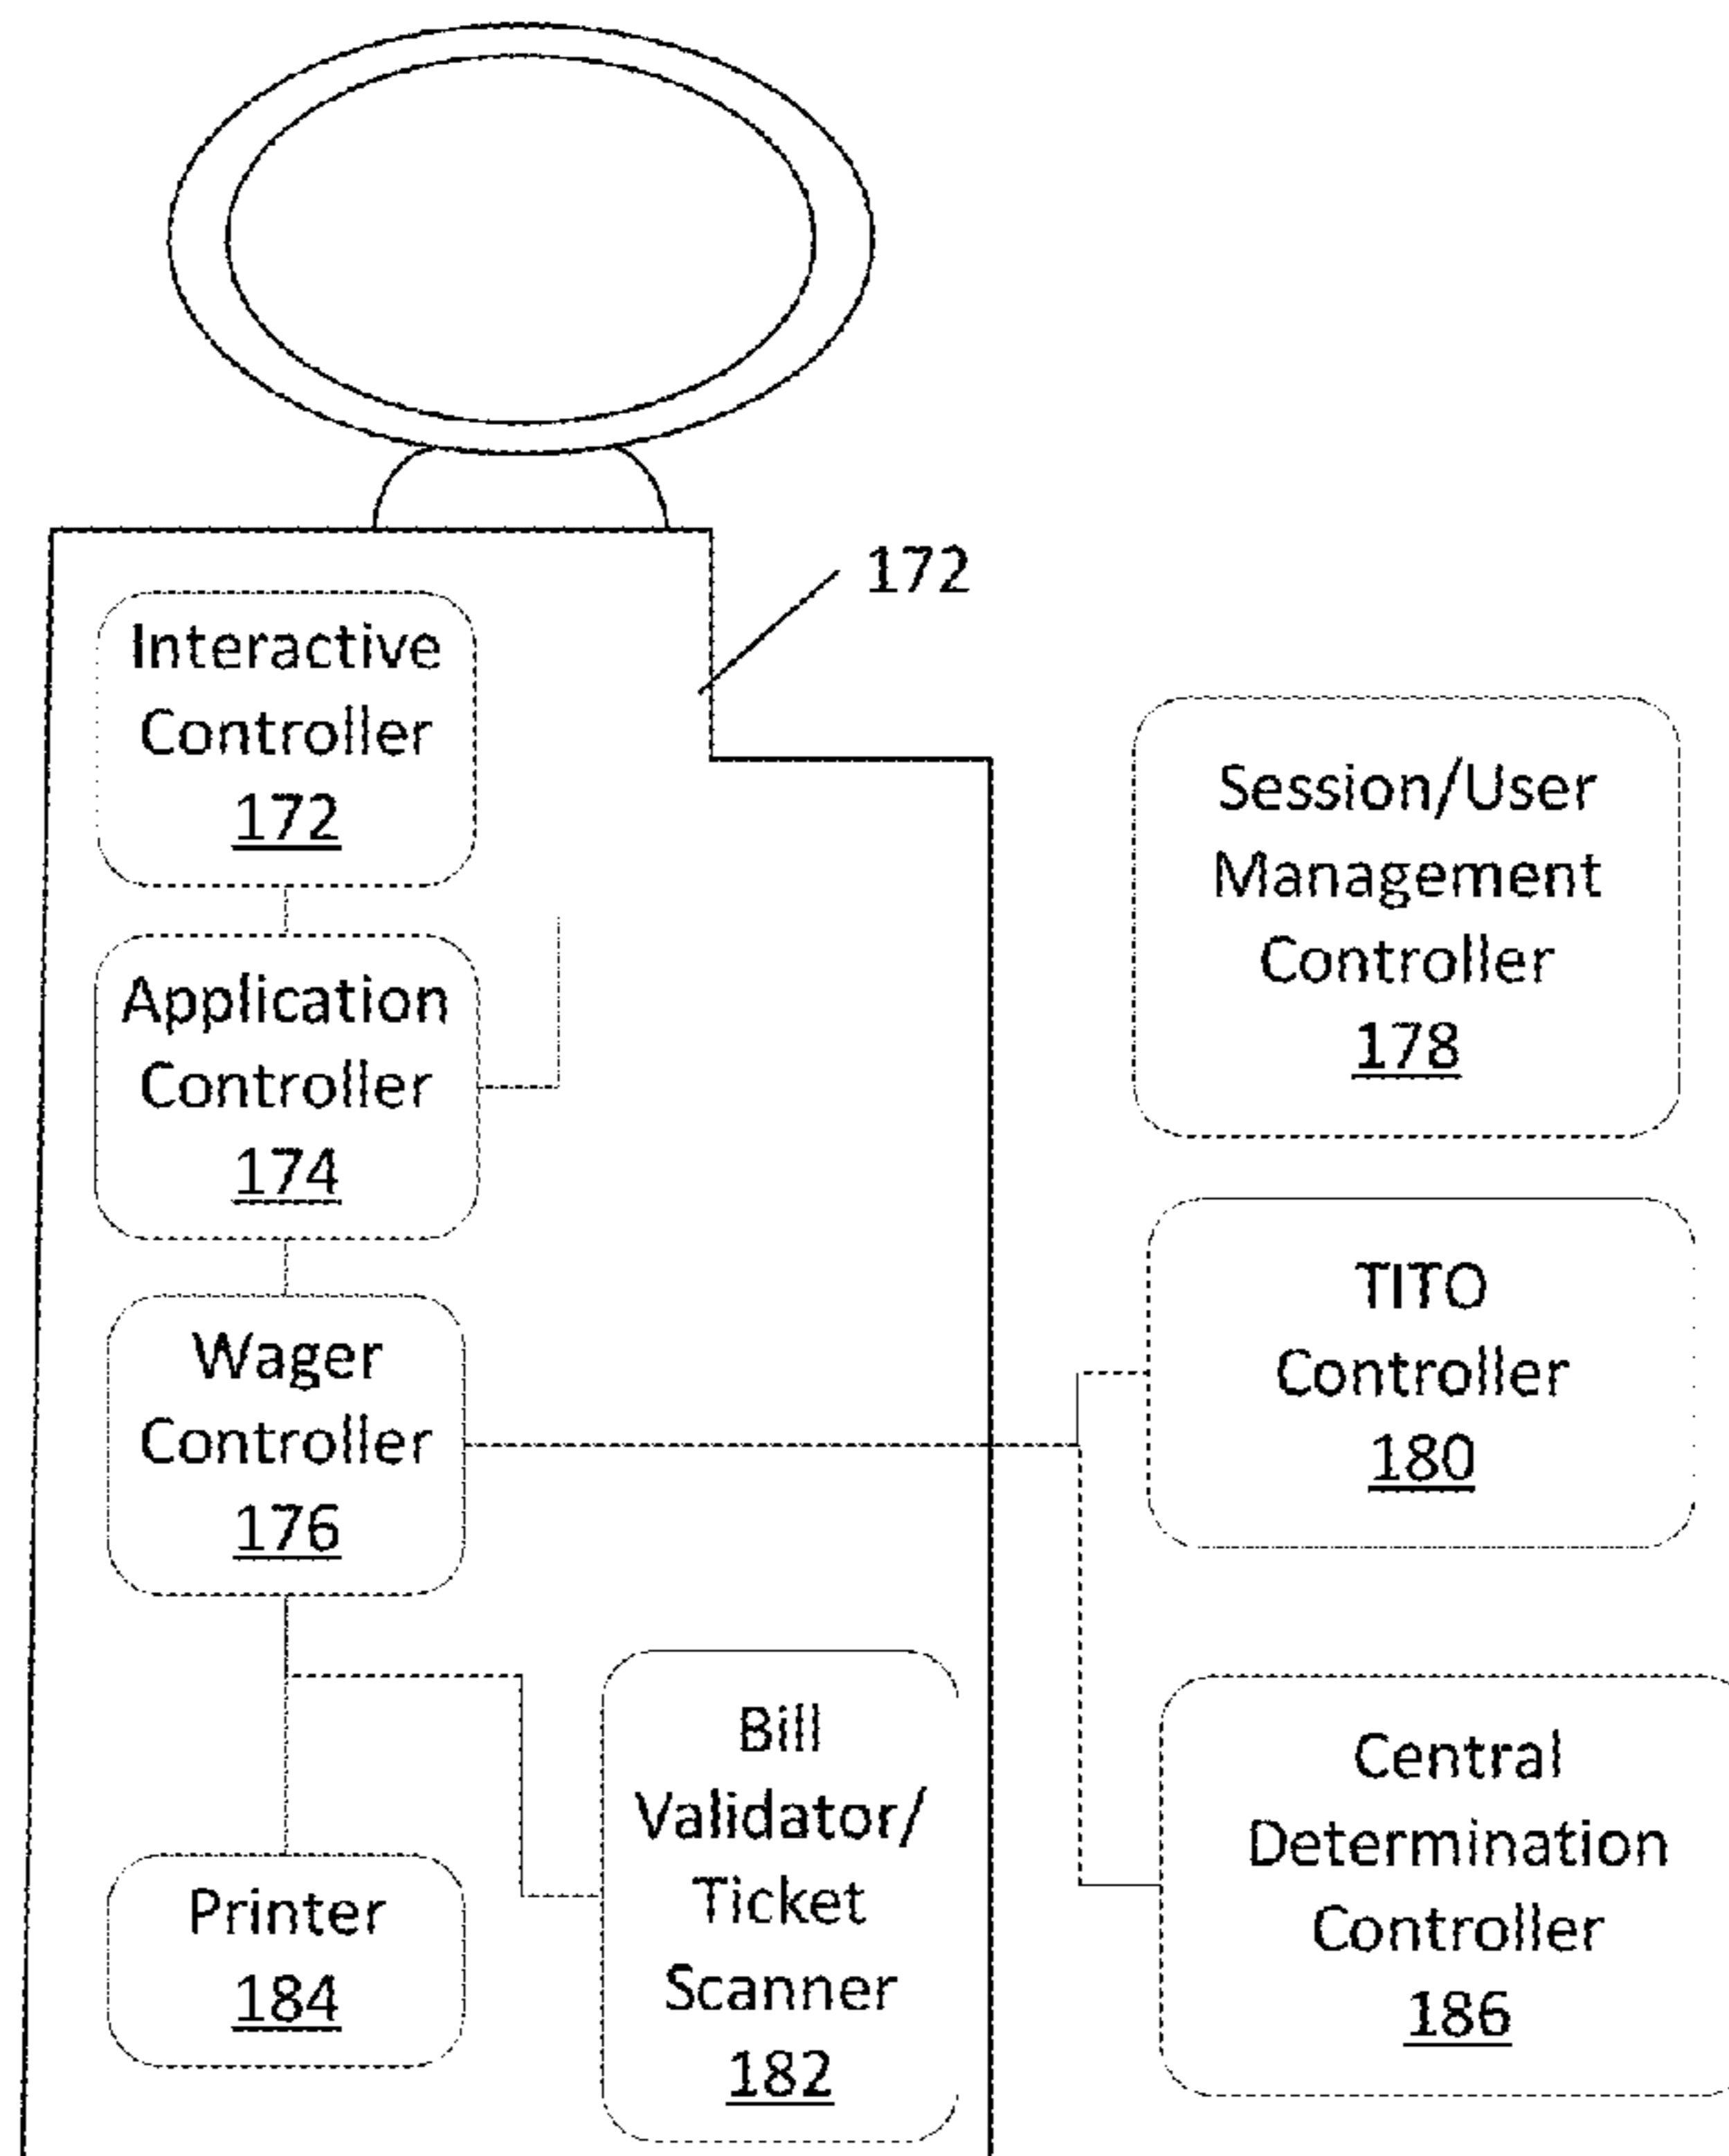 172
Interactive
Controller
172
Application
Controller
174
Wager
Controller
176
Printer
184
Bill
Validator/
Ticket
Scanner
182
Session/User
Management
Controller
178
TITO
Controller
180
Central
Determination
Controller
186